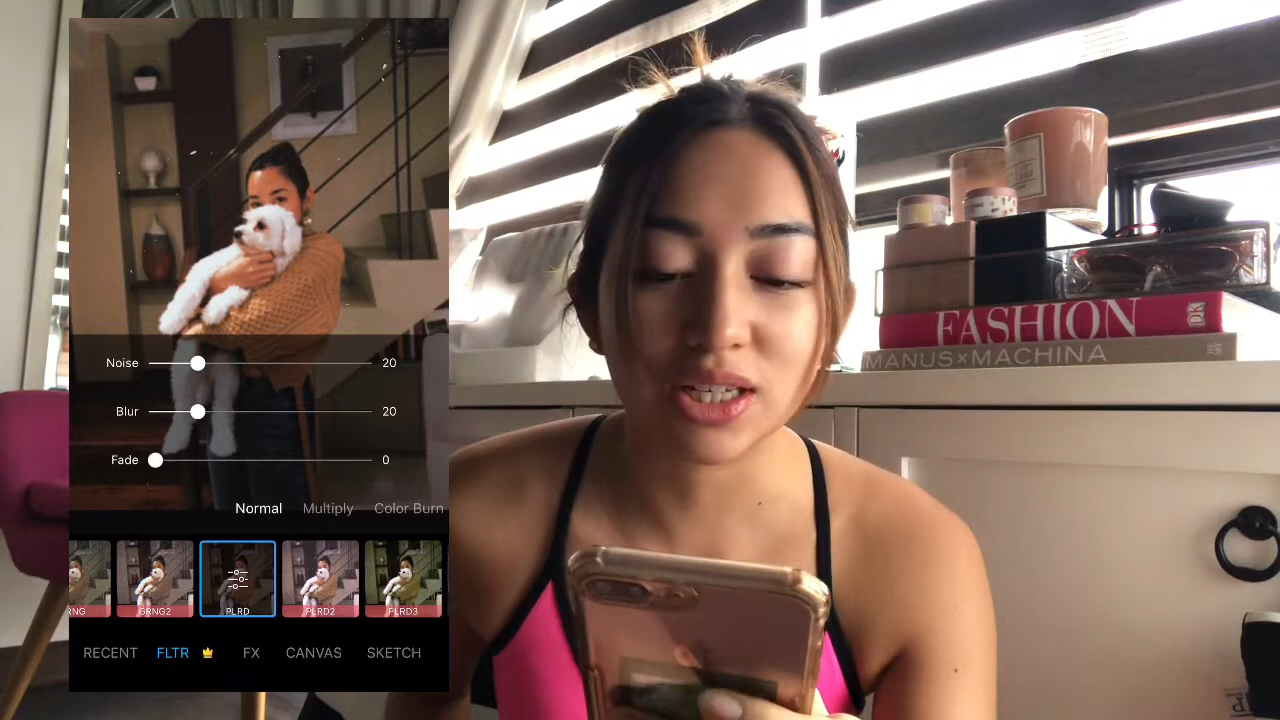 Noise 20
Blur 20
Fade 0
Normal Multiply Color Burn
RNG GRNG2 PLRD PLRD2 PLRD3
RECENT FLTR FX CANVAS SKETCH
FASHION DK
MANUS×MACHINA